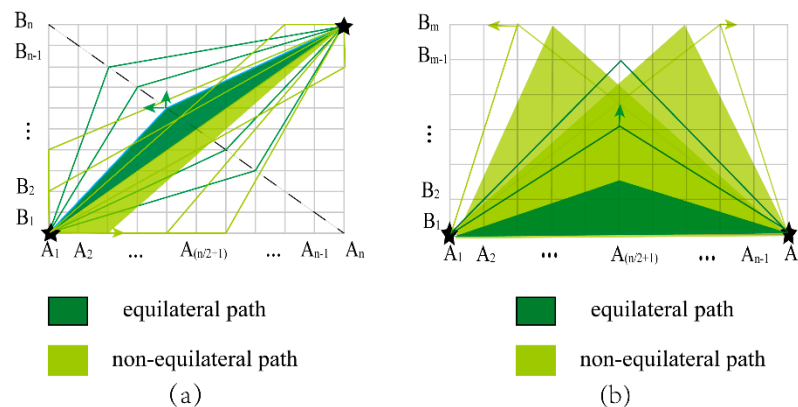 Bn
Bn-1
⋮
B2
B1
A1 A2 ... A(n/2−1) ... An-1 An
equilateral path
non-equilateral path
(a)
Bm
Bm-1
⋮
B2
B1
A1 A2 ... A(n/2+1) ... An-1 A
equilateral path
non-equilateral path
(b)